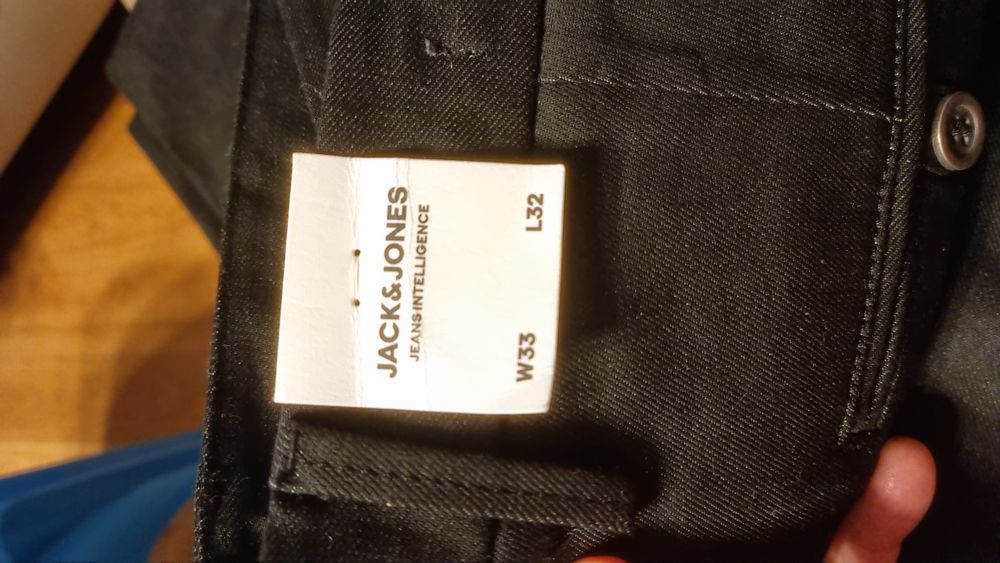 JACK&JONES
JEANS INTELLIGENCE
W33 L32